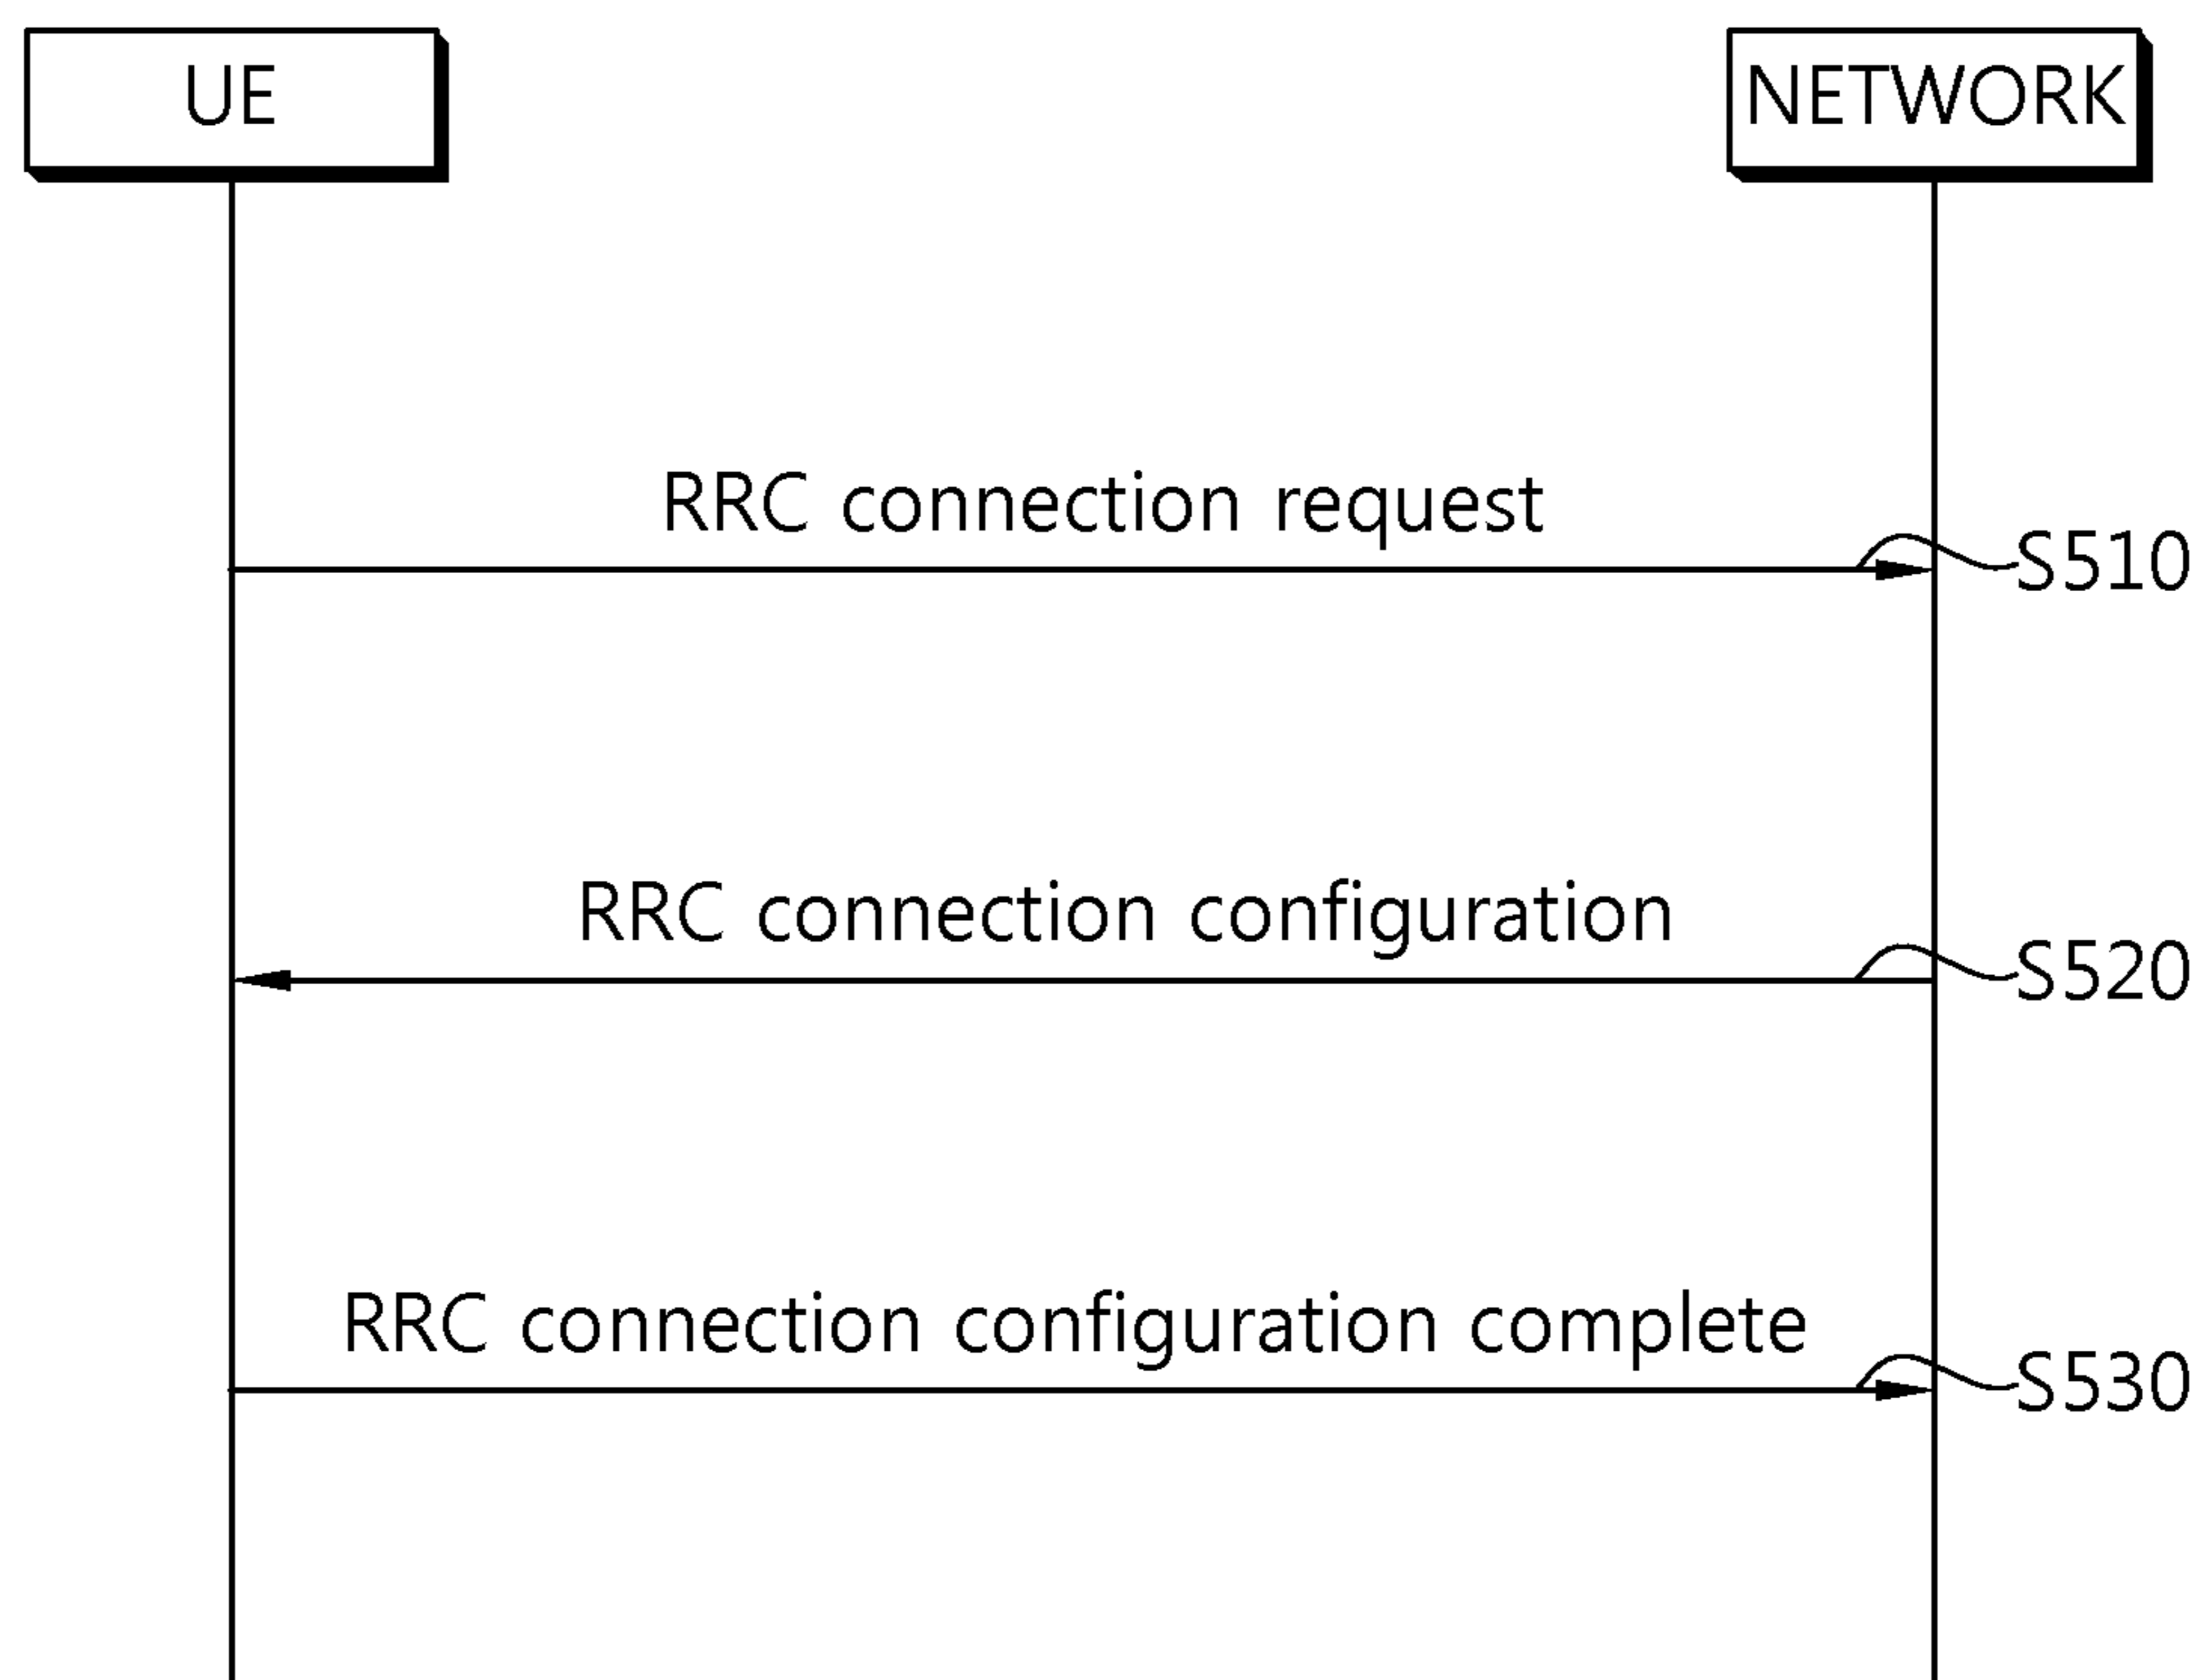 UE
NETWORK
RRC connection request
S510
RRC connection configuration
S520
RRC connection configuration complete
S530